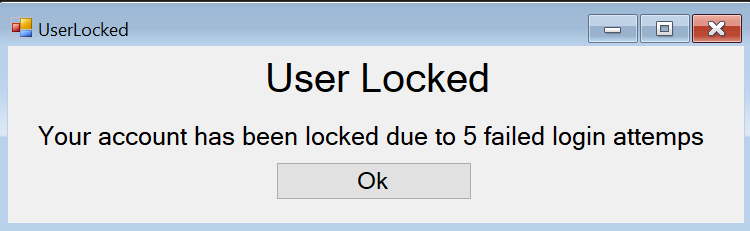 UserLocked
User Locked
Your account has been locked due to 5 failed login attemps
Ok